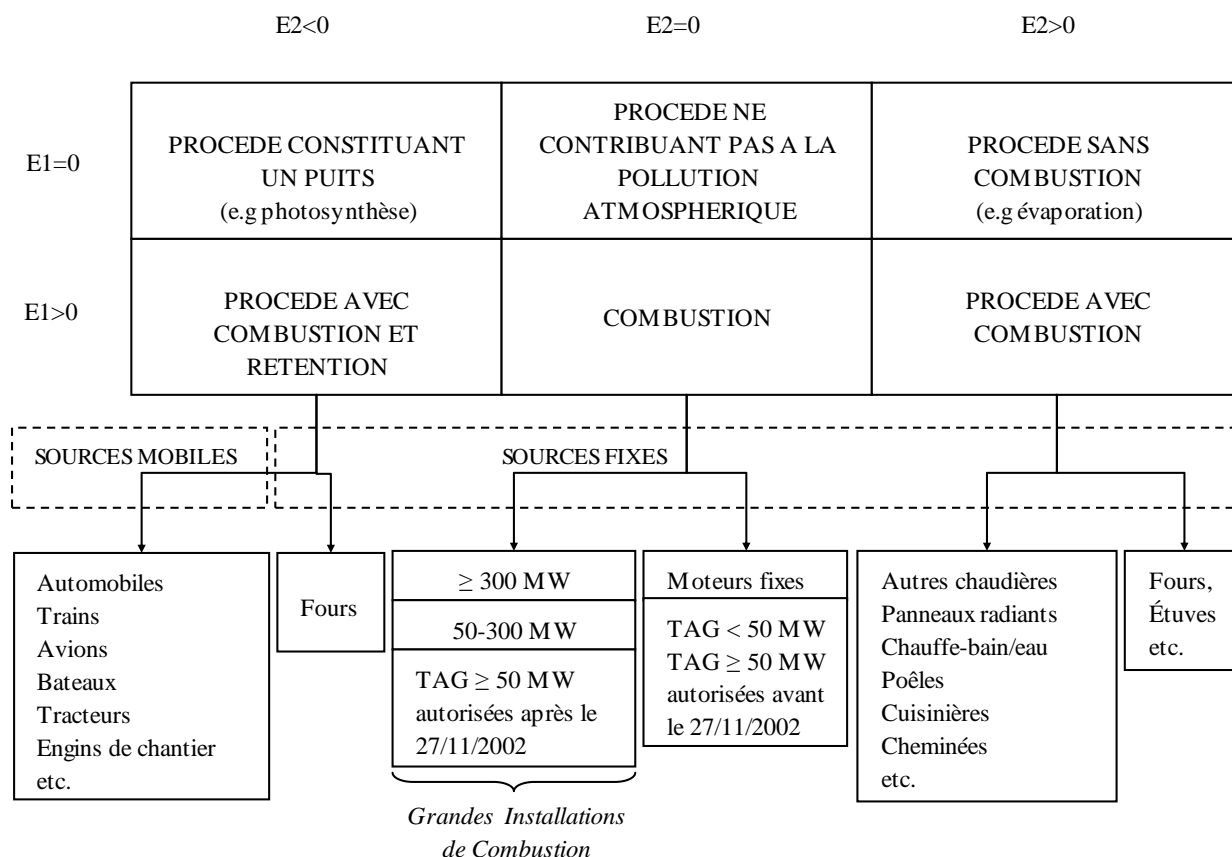 E2<0
E2=0
E2>0
E1=0
PROCEDE CONSTITUANT
UN PUITS
(e.g photosynthèse)
PROCEDE NE
CONTRIBUANT PAS A LA
POLLUTION
ATMOSPHERIQUE
PROCEDE SANS
COMBUSTION
(e.g évaporation)
E1>0
PROCEDE AVEC
COMBUSTION ET
RETENTION
COMBUSTION
PROCEDE AVEC
COMBUSTION
SOURCES MOBILES
SOURCES FIXES
Automobiles
Trains
Avions
Bateaux
Tracteurs
Engins de chantier
etc.
Fours
≥ 300 MW
50-300 MW
TAG ≥ 50 MW
autorisées après le
27/11/2002
Grandes Installations
de Combustion
Moteurs fixes
TAG < 50 MW
TAG ≥ 50 MW
autorisées avant
le 27/11/2002
Autres chaudières
Panneaux radiants
Chauffe-bain/eau
Poêles
Cuisinières
Cheminées
etc.
Fours,
Étuves
etc.